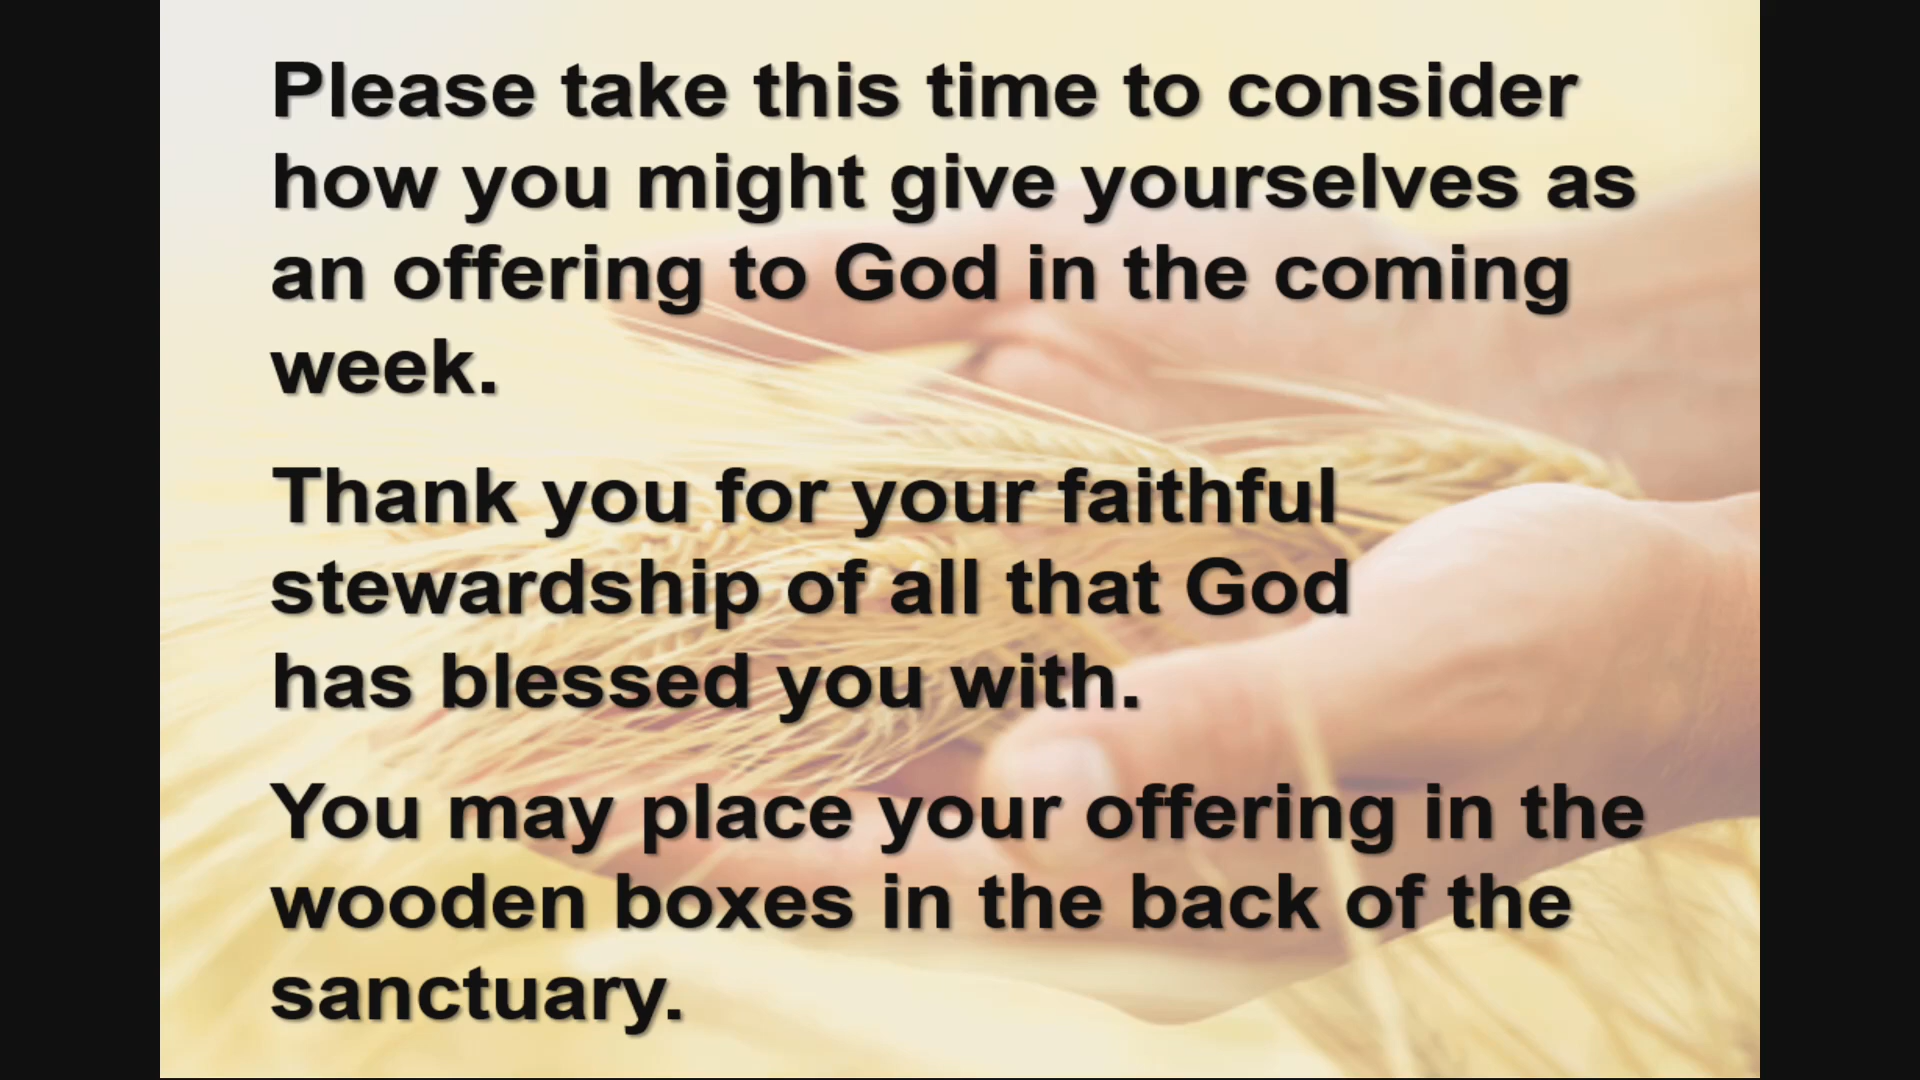 Please take this time to consider
how you might give yourselves as
an offering to God in the coming
week.
Thank you for your faithful
stewardship of all that God
has blessed you with.
You may place your offering in the
wooden boxes in the back of the
sanctuary.